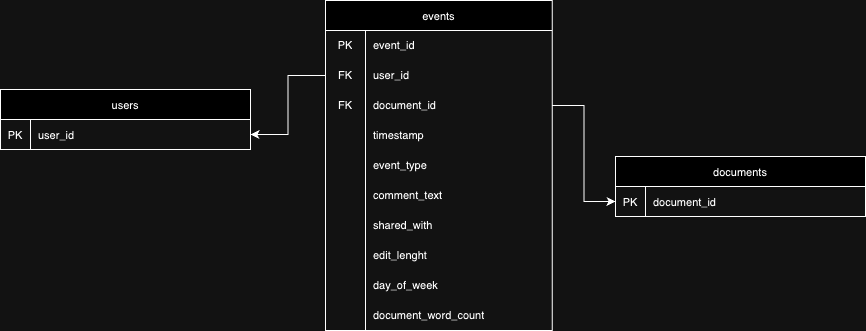 events
PK event_id
FK user_id
FK document_id
timestamp
event_type
comment_text
shared_with
edit_lenght
day_of_week
document_word_count
users
PK user_id
documents
PK document_id